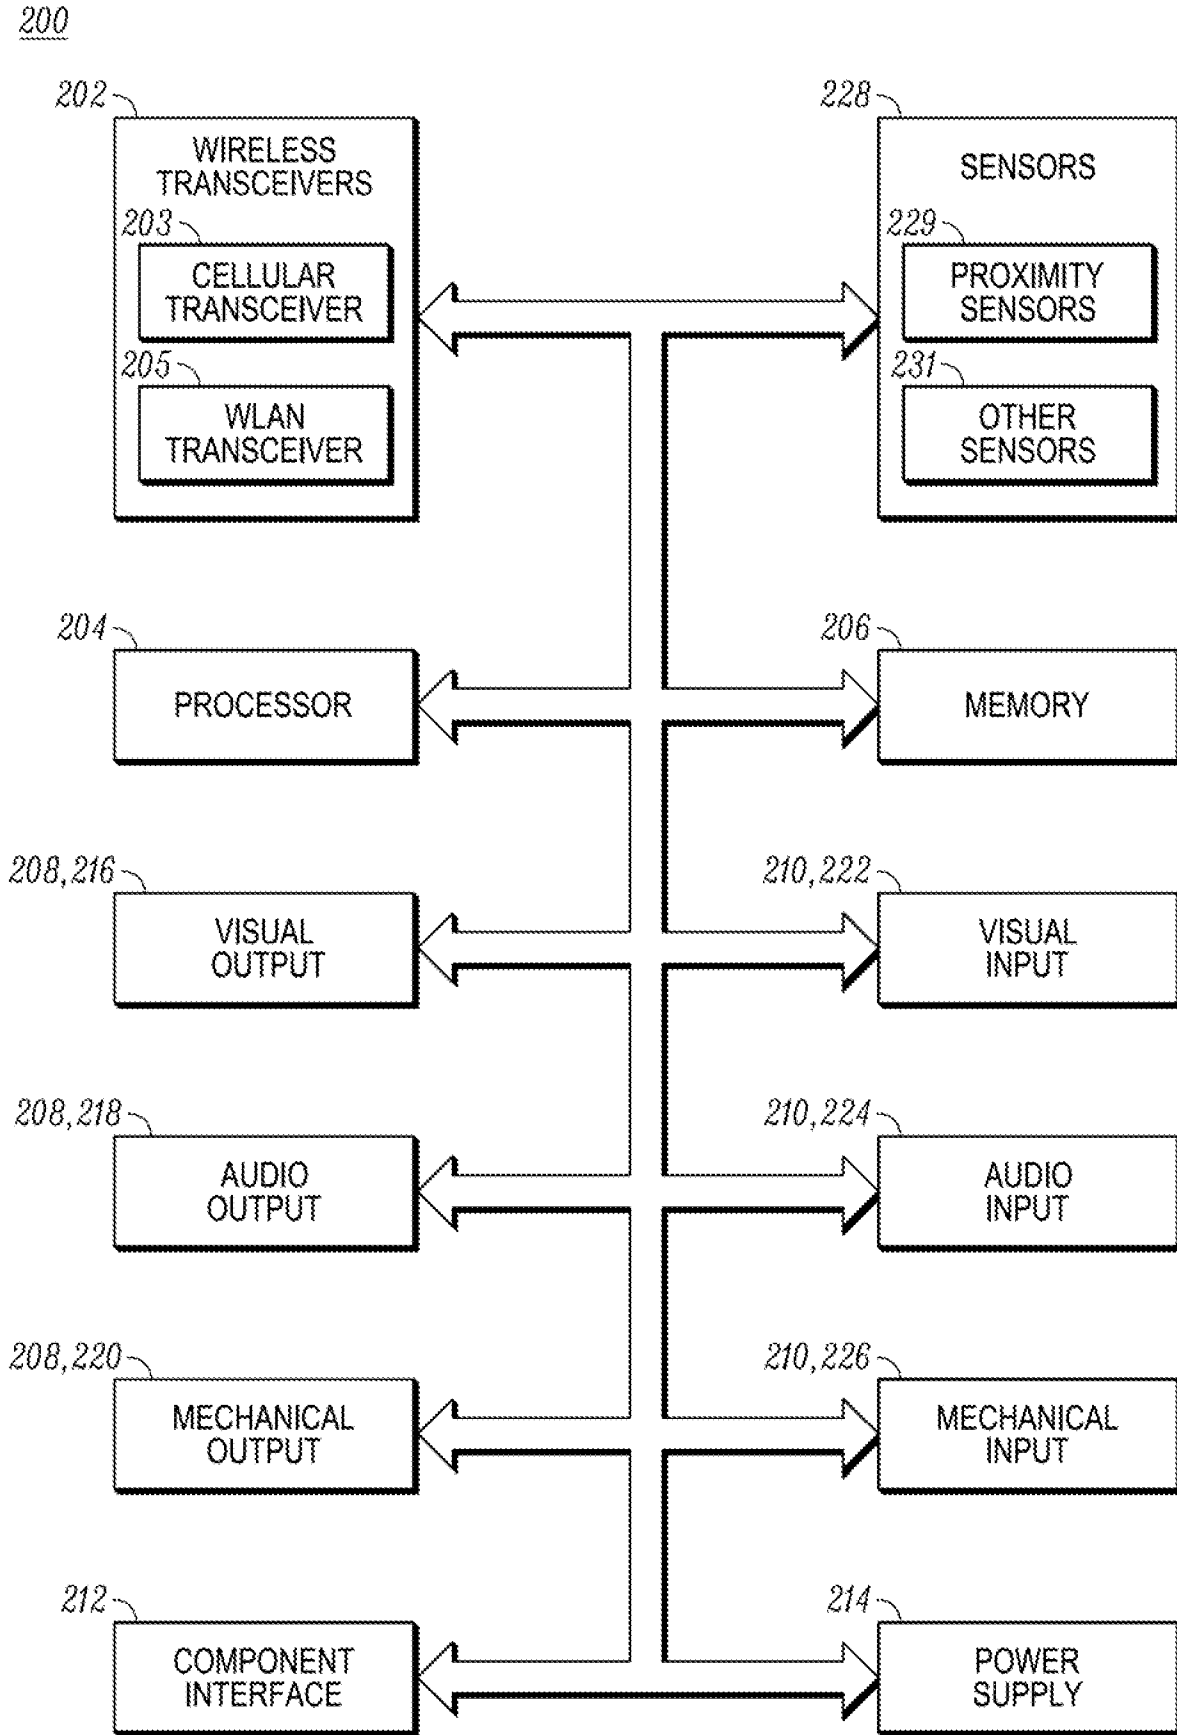 200
202
WIRELESS
TRANSCEIVERS
203
CELLULAR
TRANSCEIVER
205
WLAN
TRANSCEIVER
228
SENSORS
229
PROXIMITY
SENSORS
231
OTHER
SENSORS
204
PROCESSOR
206
MEMORY
208,216
VISUAL
OUTPUT
210,222
VISUAL
INPUT
208,218
AUDIO
OUTPUT
210,224
AUDIO
INPUT
208,220
MECHANICAL
OUTPUT
210,226
MECHANICAL
INPUT
212
COMPONENT
INTERFACE
214
POWER
SUPPLY